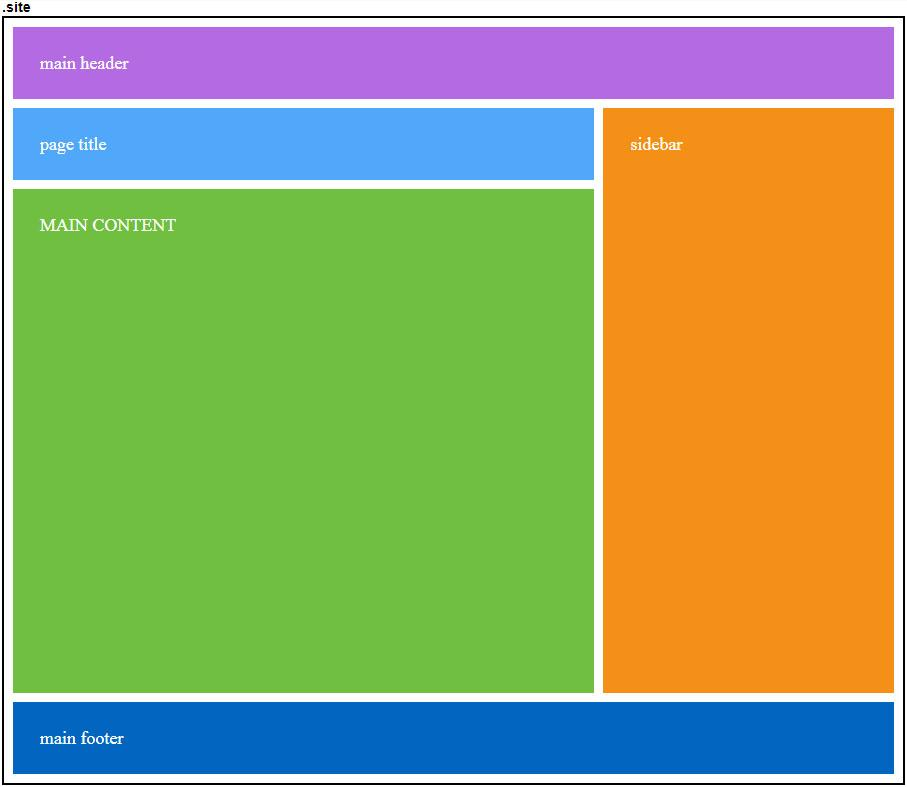 .site
main header
page title
sidebar
MAIN CONTENT
main footer